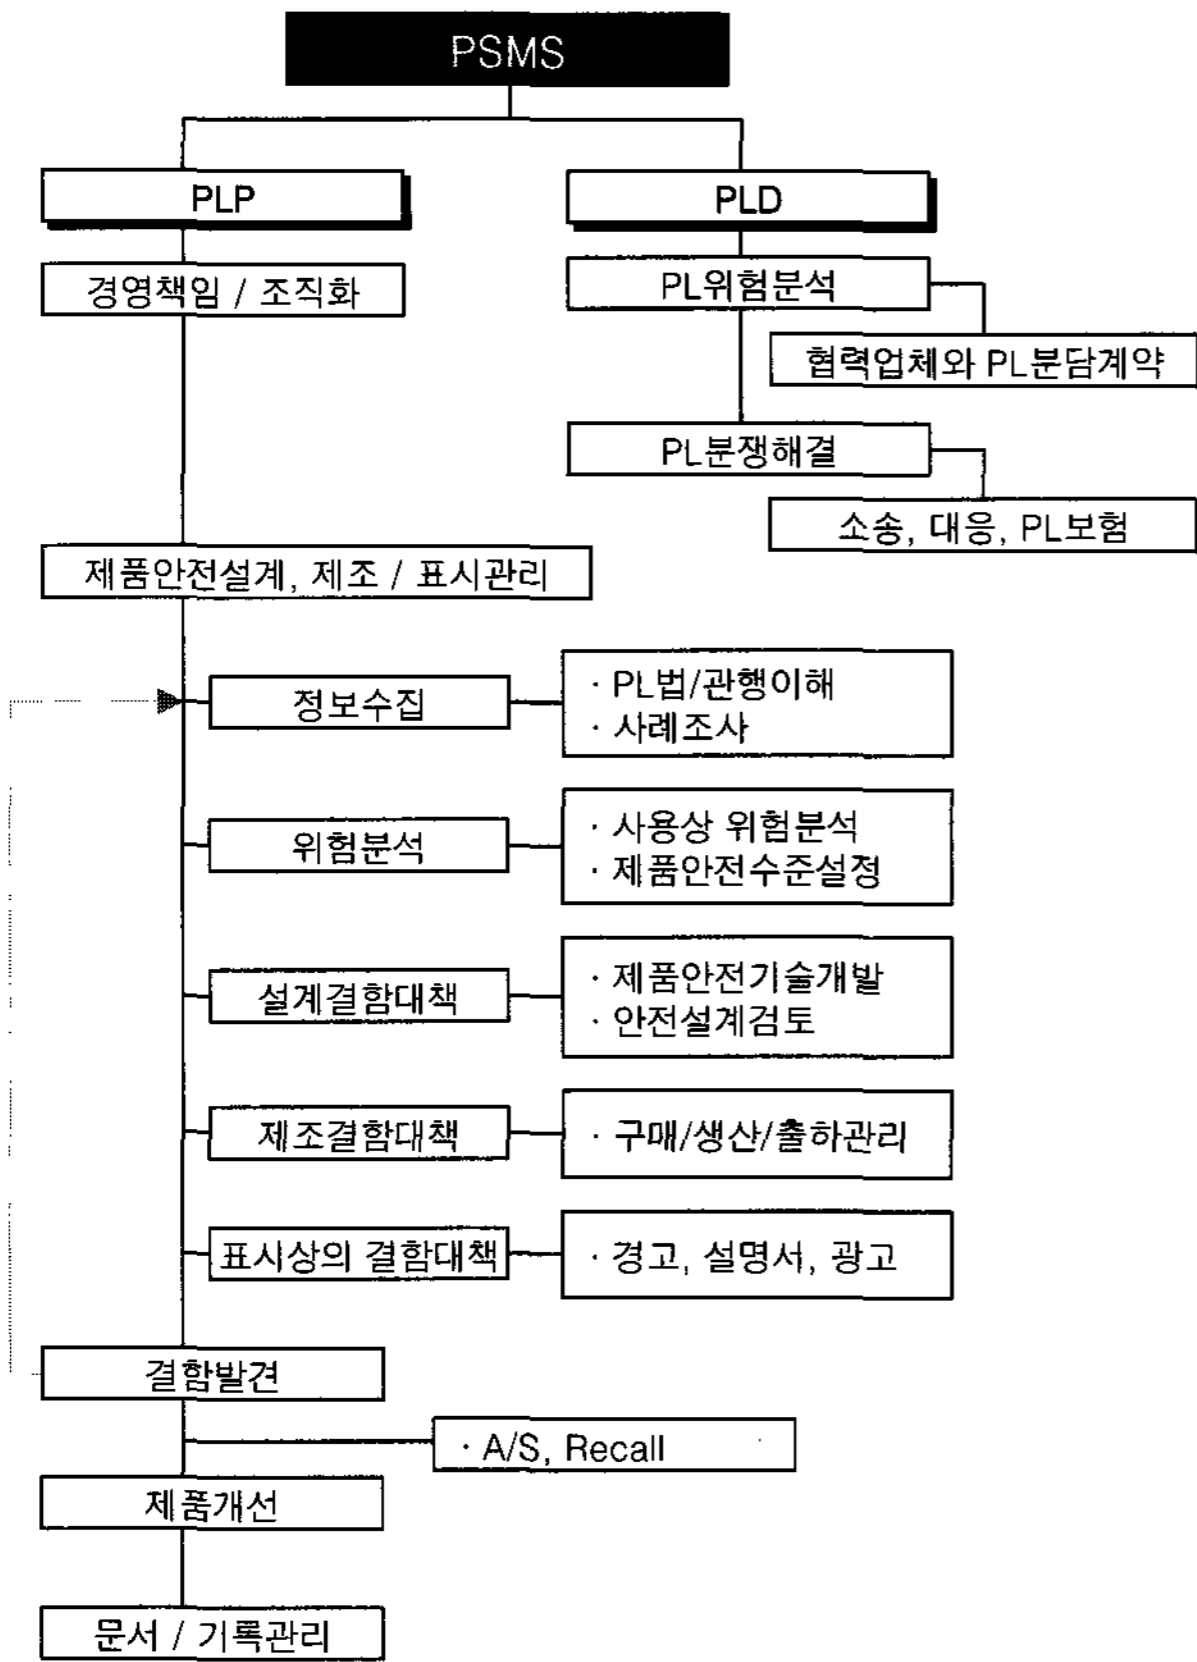 PSMS
PLP
PLD
경영책임 / 조직화
PL위험분석
협력업체와 PL분담계약
PL분쟁해결
소송, 대응, PL보험
제품안전설계, 제조 / 표시관리
정보수집
· PL법/관행이해
· 사례조사
위험분석
· 사용상 위험분석
· 제품안전수준설정
설계결함대책
· 제품안전기술개발
· 안전설계검토
제조결함대책
· 구매/생산/출하관리
표시상의 결함대책
· 경고, 설명서, 광고
결함발견
· A/S, Recall
제품개선
문서 / 기록관리